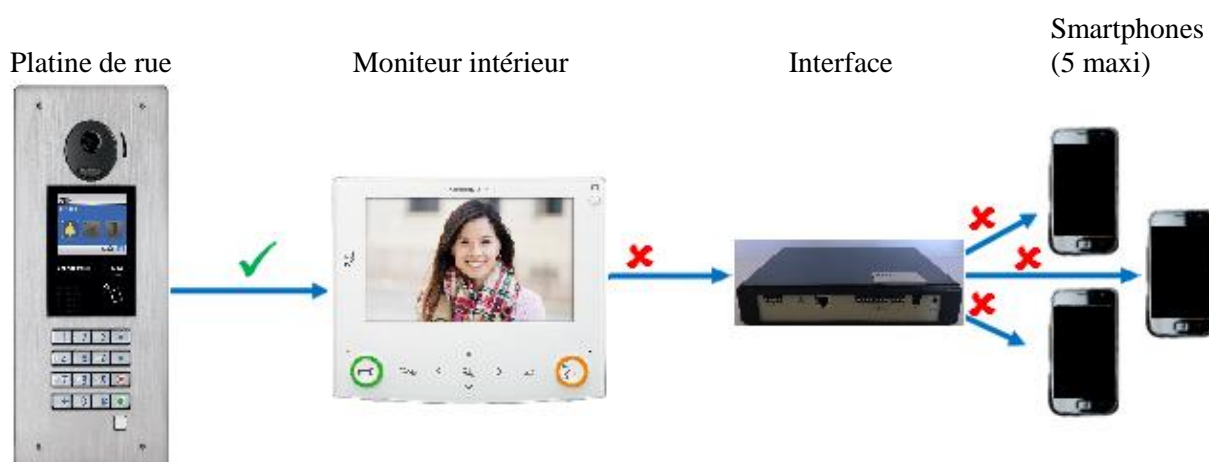 Smartphones
Platine de rue
Moniteur intérieur
Interface
(5 maxi)